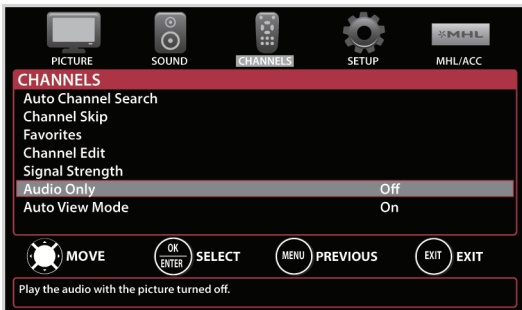 MHL
PICTURE SOUND CHANNELS SETUP MHL/ACC
CHANNELS
Auto Channel Search
Channel Skip
Favorites
Channel Edit
Signal Strength
Audio Only Off
Auto View Mode On
MOVE OK ENTER SELECT MENU PREVIOUS EXIT EXIT
Play the audio with the picture turned off.